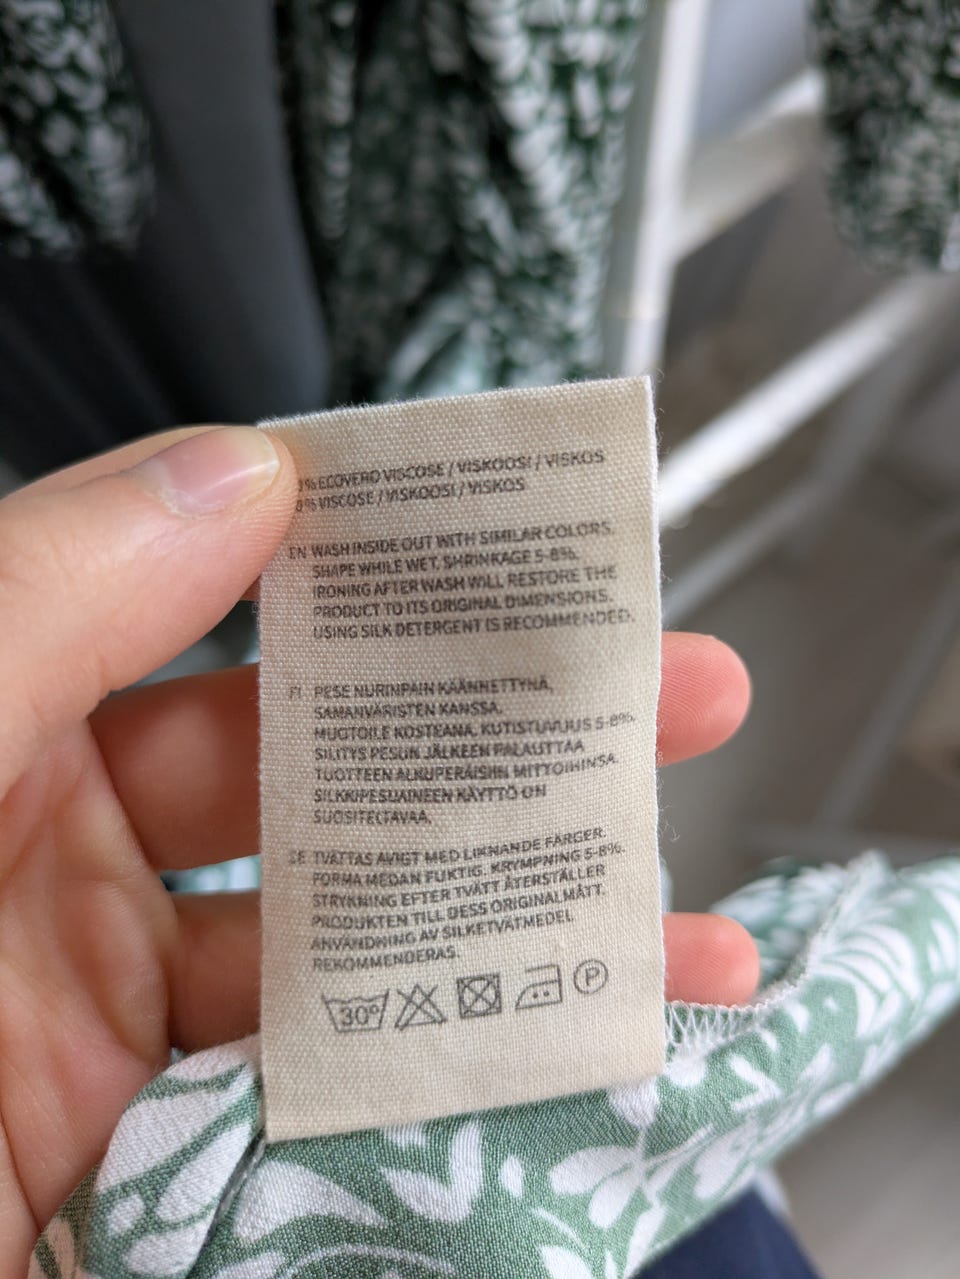 % ECOVERO VISCOSE / VISKOOSI / VISKOS
0% VISCOSE / VISKOOSI / VISKOS
EN WASH INSIDE OUT WITH SIMILAR COLORS.
SHAPE WHILE WET, SHRINKAGE 5-8%.
IRONING AFTER WASH WILL RESTORE THE
PRODUCT TO ITS ORIGINAL DIMENSIONS.
USING SILK DETERGENT IS RECOMMENDED.
FI PESE NURINPAIN KÄÄNNETTYNÄ,
SAMANVÄRISTEN KANSSA.
MUOTOILE KOSTEANA, KUTISTUVUUS 5-8%.
SILITYS PESUN JÄLKEEN PALAUTTAA
TUOTTEEN ALKUPERÄISIIN MITTOIHINSA.
SILKKIPESUAINEEN KÄYTTÖ ON
SUOSITELTAVAA.
SE TVÄTTAS AVIGT MED LIKNANDE FÄRGER.
FORMA MEDAN FUKTIG. KRYMPNING 5-8%.
STRYKNING EFTER TVÄTT ÅTERSTÄLLER
PRODUKTEN TILL DESS ORIGINALMÅTT.
ANVÄNDNING AV SILKETVÄTMEDEL
REKOMMENDERAS.
30° P